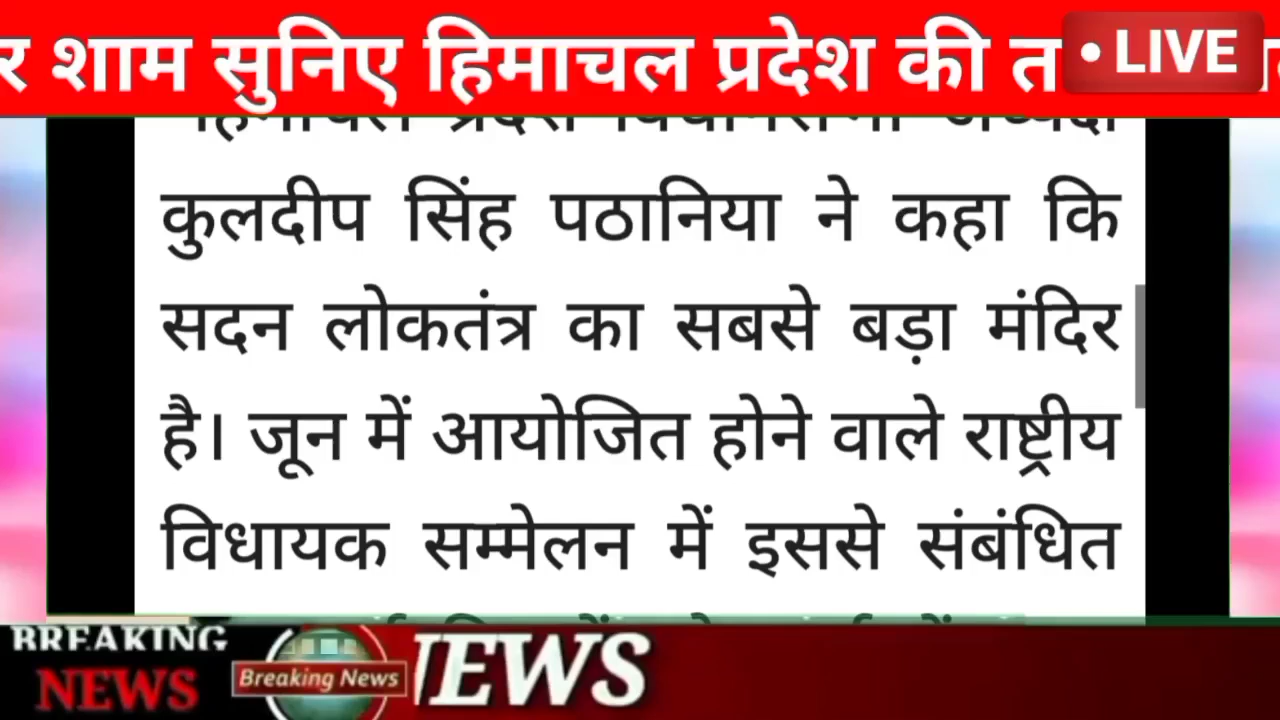 शाम सुनिए हिमाचल प्रदेश की
• LIVE
कुलदीप सिंह पठानिया ने कहा कि
सदन लोकतंत्र का सबसे बड़ा मंदिर
है। जून में आयोजित होने वाले राष्ट्रीय
विधायक सम्मेलन में इससे संबंधित
BREAKING
NEWS
Breaking News
NEWS